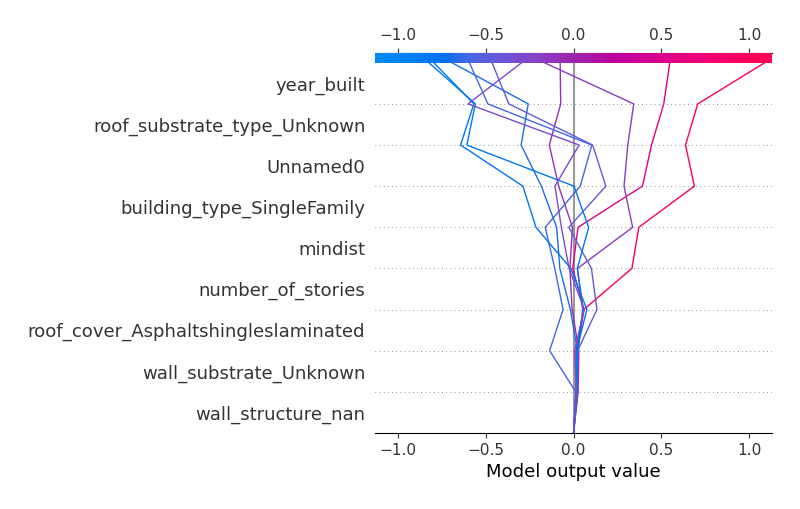 −1.0 −0.5 0.0 0.5 1.0
year_built
roof_substrate_type_Unknown
Unnamed0
building_type_SingleFamily
mindist
number_of_stories
roof_cover_Asphaltshingleslaminated
wall_substrate_Unknown
wall_structure_nan
−1.0 −0.5 0.0 0.5 1.0
Model output value